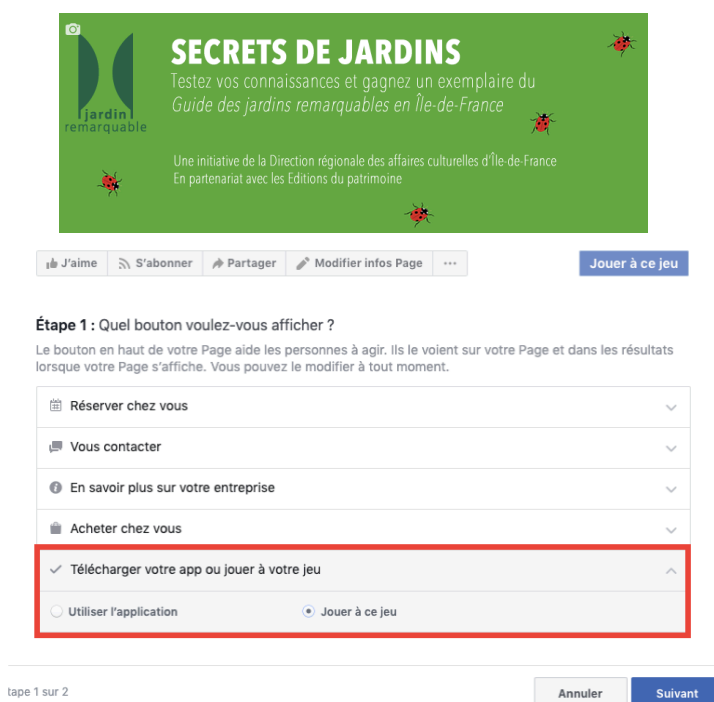 SECRETS DE JARDINS
Testez vos connaissances et gagnez un exemplaire du
Guide des jardins remarquables en Île-de-France
jardin
remarquable
Une initiative de la Direction régionale des affaires culturelles d'Île-de-France
En partenariat avec les Editions du patrimoine
J'aime S'abonner Partager Modifier infos Page ... Jouer à ce jeu
Étape 1 : Quel bouton voulez-vous afficher ?
Le bouton en haut de votre Page aide les personnes à agir. Ils le voient sur votre Page et dans les résultats
lorsque votre Page s'affiche. Vous pouvez le modifier à tout moment.
Réserver chez vous
Vous contacter
En savoir plus sur votre entreprise
Acheter chez vous
Télécharger votre app ou jouer à votre jeu
Utiliser l'application Jouer à ce jeu
tape 1 sur 2 Annuler Suivant